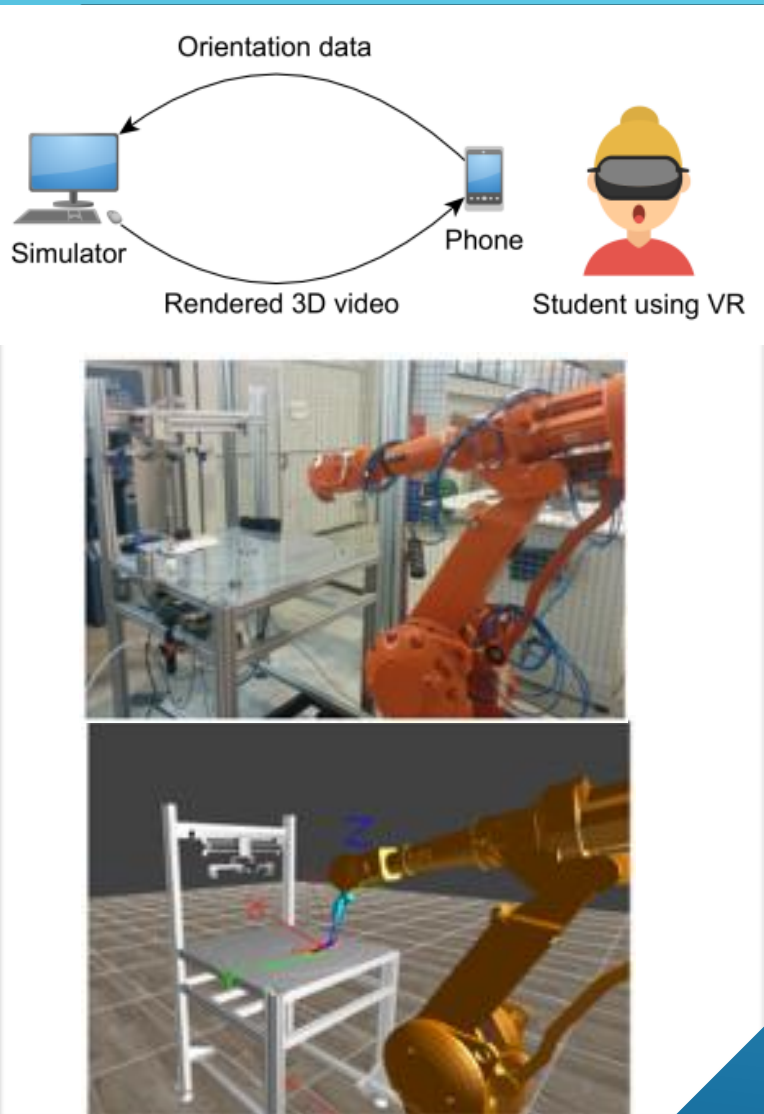 Orientation data
Simulator
Phone
Rendered 3D video
Student using VR
Z
X
Y